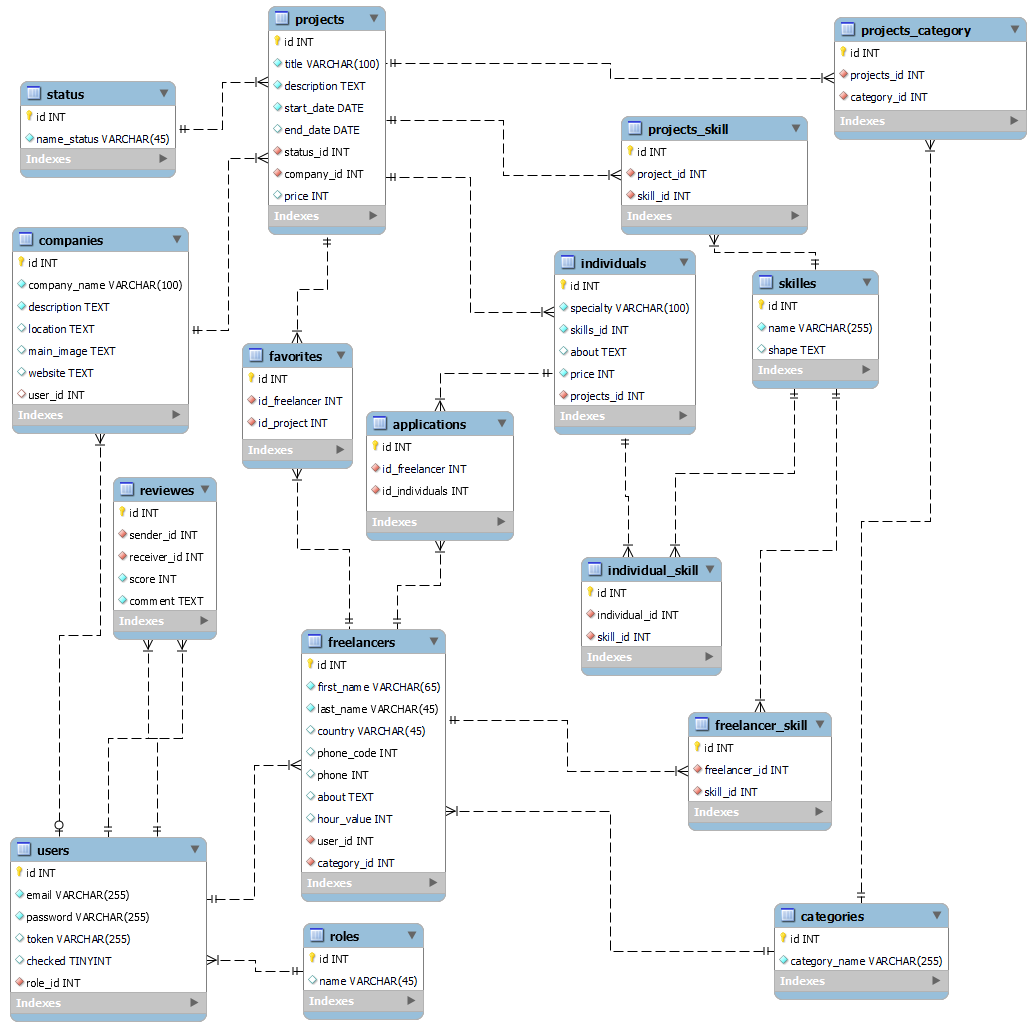 projects
id INT
title VARCHAR(100)
description TEXT
start_date DATE
end_date DATE
status_id INT
company_id INT
price INT
Indexes
projects_category
id INT
projects_id INT
category_id INT
Indexes
status
id INT
name_status VARCHAR(45)
Indexes
projects_skill
id INT
project_id INT
skill_id INT
Indexes
companies
id INT
company_name VARCHAR(100)
description TEXT
location TEXT
main_image TEXT
website TEXT
user_id INT
Indexes
individuals
id INT
specialty VARCHAR(100)
skills_id INT
about TEXT
price INT
projects_id INT
Indexes
skilles
id INT
name VARCHAR(255)
shape TEXT
Indexes
favorites
id INT
id_freelancer INT
id_project INT
Indexes
applications
id INT
id_freelancer INT
id_individuals INT
Indexes
reviewes
id INT
sender_id INT
receiver_id INT
score INT
comment TEXT
Indexes
individual_skill
id INT
individual_id INT
skill_id INT
Indexes
freelancers
id INT
first_name VARCHAR(65)
last_name VARCHAR(45)
country VARCHAR(45)
phone_code INT
phone INT
about TEXT
hour_value INT
user_id INT
category_id INT
Indexes
freelancer_skill
id INT
freelancer_id INT
skill_id INT
Indexes
users
id INT
email VARCHAR(255)
password VARCHAR(255)
token VARCHAR(255)
checked TINYINT
role_id INT
Indexes
roles
id INT
name VARCHAR(45)
Indexes
categories
id INT
category_name VARCHAR(255)
Indexes